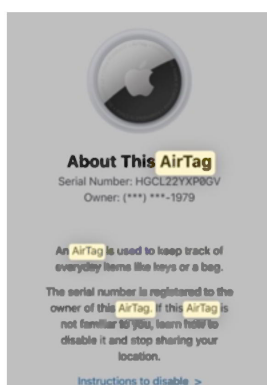 About This AirTag
Serial Number: HGCL22YXP0GV
Owner: (***) ***-1979
An AirTag is used to keep track of
everyday items like keys or a bag.
The serial number is registered to the
owner of this AirTag. If this AirTag is
not familiar to you, learn how to
disable it and stop sharing your
location.
Instructions to disable >